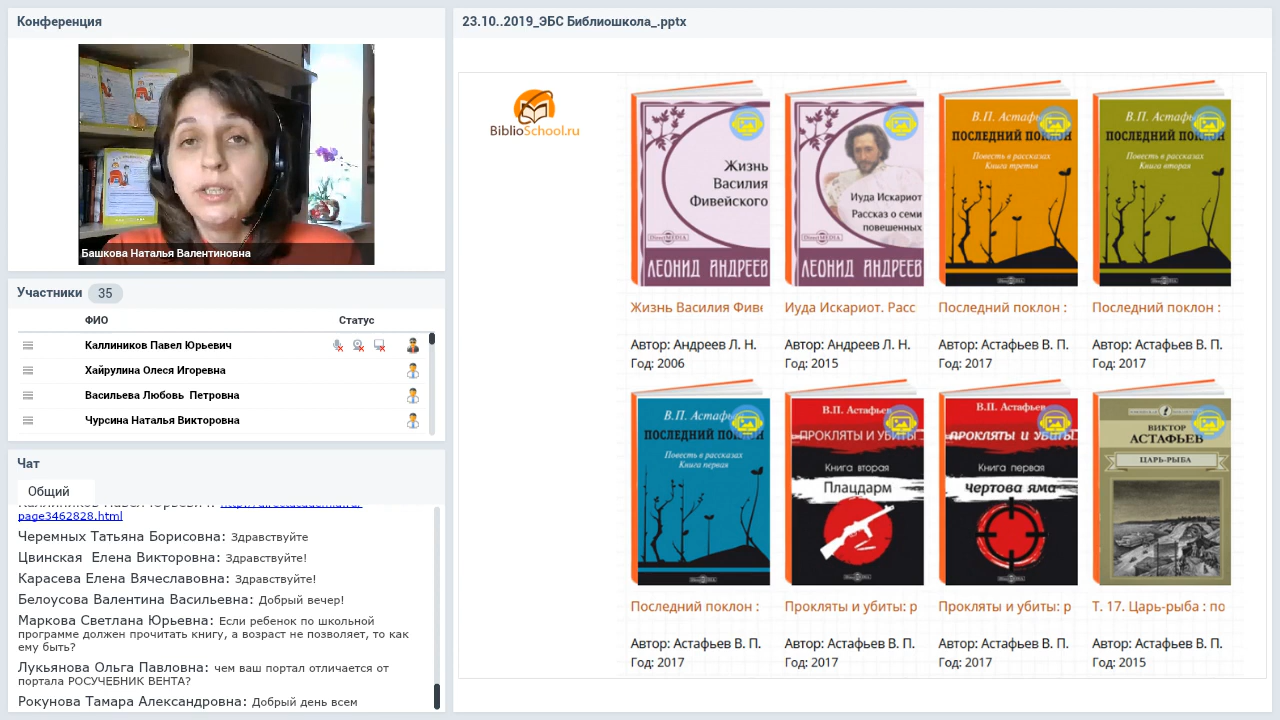 Конференция
Башкова Наталья Валентиновна
Участники 35
ФИО Статус
Каллиников Павел Юрьевич
Хайрулина Олеся Игоревна
Васильева Любовь Петровна
Чурсина Наталья Викторовна
Чат
Общий
page3462828.html
Черемных Татьяна Борисовна: Здравствуйте
Цвинская Елена Викторовна: Здравствуйте!
Карасева Елена Вячеславовна: Здравствуйте!
Белоусова Валентина Васильевна: Добрый вечер!
Маркова Светлана Юрьевна: Если ребенок по школьной
программе должен прочитать книгу, а возраст не позволяет, то как
ему быть?
Лукьянова Ольга Павловна: чем ваш портал отличается от
портала РОСУЧЕБНИК ВЕНТА?
Рокунова Тамара Александровна: Добрый день всем
23.10..2019_ЭБС Библиошкола_.pptx
BiblioSchool.ru
Жизнь
Василия
Фивейского
ЛЕОНИД АНДРЕЕВ
Иуда Искариот
Рассказ о семи
повешенных
ЛЕОНИД АНДРЕЕВ
В.П. Астафьев
ПОСЛЕДНИЙ ПОКЛОН
Повесть в рассказах
Книга третья
В.П. Астафьев
ПОСЛЕДНИЙ ПОКЛОН
Повесть в рассказах
Книга вторая
Жизнь Василия Фиве
Иуда Искариот. Расс
Последний поклон :
Последний поклон :
Автор: Андреев Л. Н.
Год: 2006
Автор: Андреев Л. Н.
Год: 2015
Автор: Астафьев В. П.
Год: 2017
Автор: Астафьев В. П.
Год: 2017
В.П. Астафьев
ПОСЛЕДНИЙ ПОКЛОН
Повесть в рассказах
Книга первая
В.П. Астафьев
ПРОКЛЯТЫ И УБИТЫ
Книга вторая
Плацдарм
В.П. Астафьев
ПРОКЛЯТЫ И УБИТЫ
Книга первая
чертова яма
ВИКТОР
АСТАФЬЕВ
ЦАРЬ-РЫБА
Последний поклон :
Прокляты и убиты: р
Прокляты и убиты: р
Т. 17. Царь-рыба : по
Автор: Астафьев В. П.
Год: 2017
Автор: Астафьев В. П.
Год: 2017
Автор: Астафьев В. П.
Год: 2017
Автор: Астафьев В. П.
Год: 2015